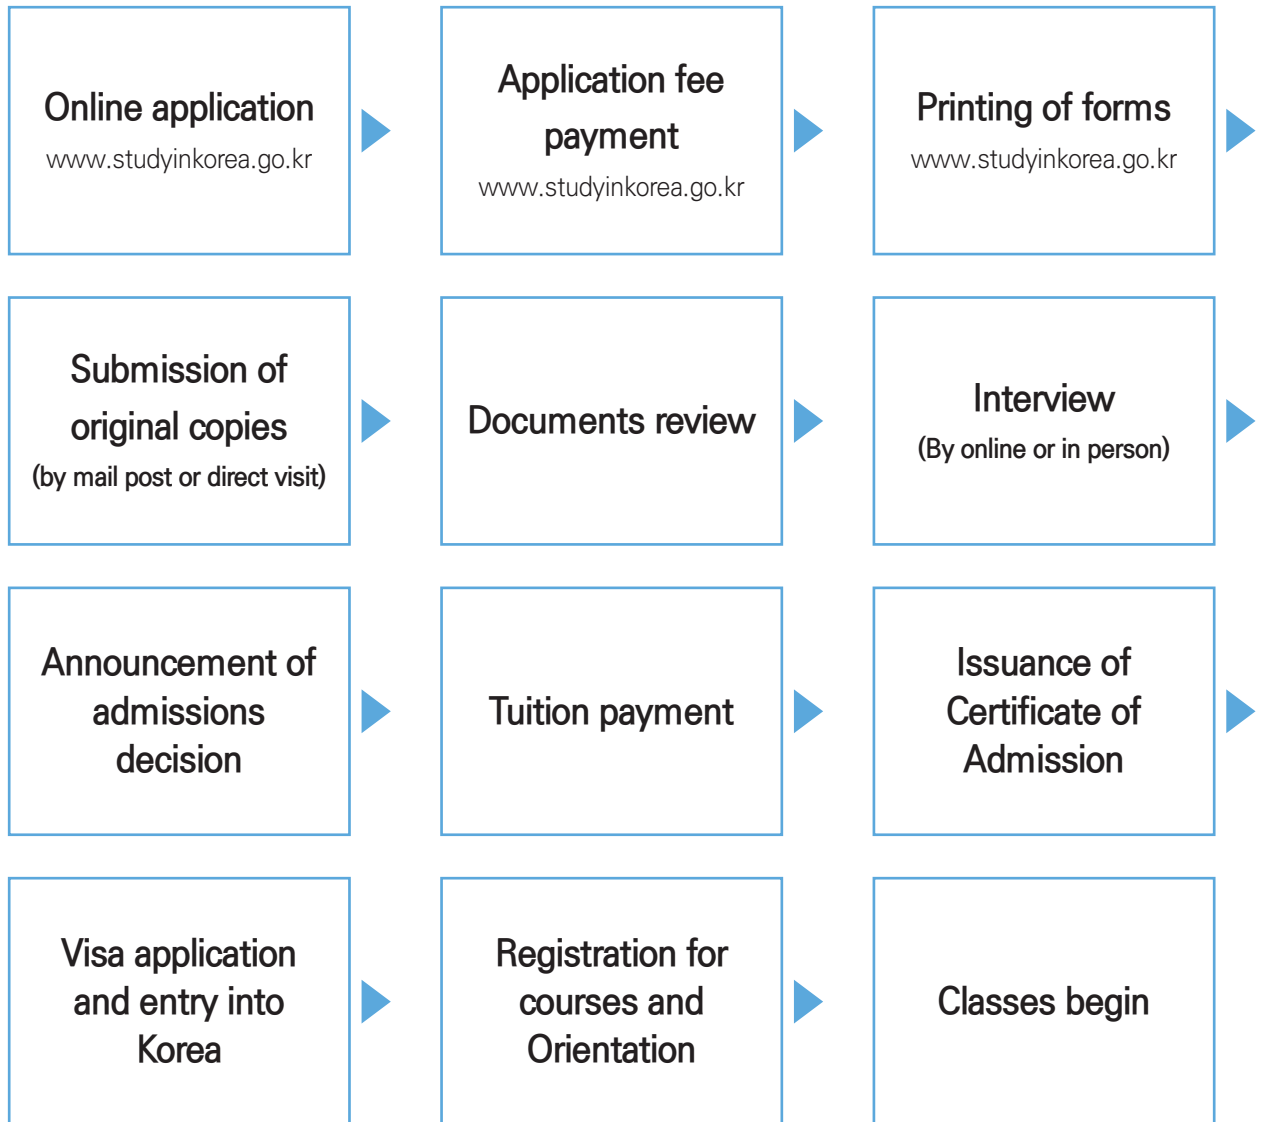 Online application
www.studyinkorea.go.kr
Application fee
payment
www.studyinkorea.go.kr
Printing of forms
www.studyinkorea.go.kr
Submission of
original copies
(by mail post or direct visit)
Documents review
Interview
(By online or in person)
Announcement of
admissions
decision
Tuition payment
Issuance of
Certificate of
Admission
Visa application
and entry into
Korea
Registration for
courses and
Orientation
Classes begin